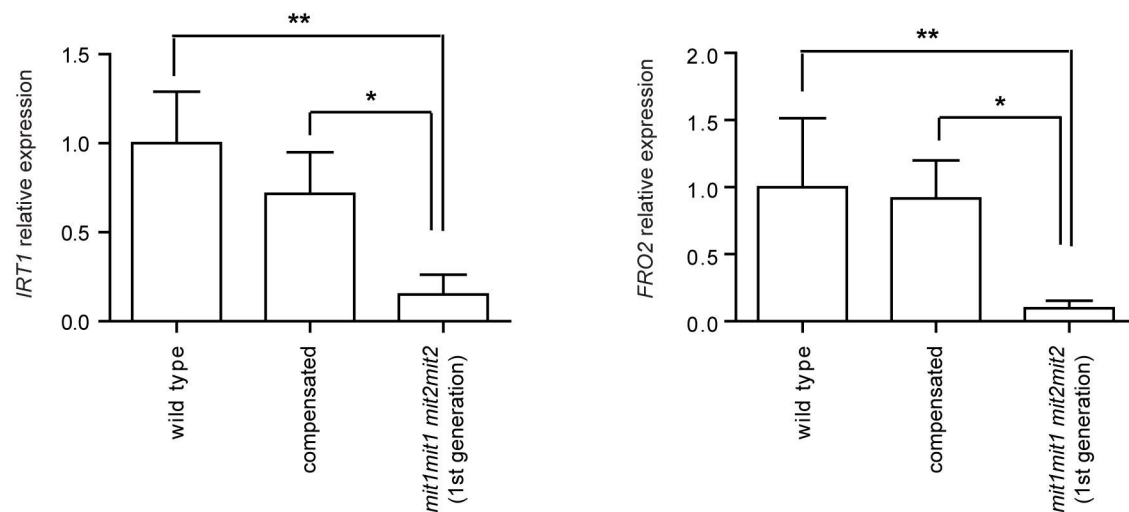 **
*
1.5
1.0
0.5
0.0
IRT1 relative expression
wild type
compensated
mit1mit1 mit2mit2
(1st generation)
**
*
2.0
1.5
1.0
0.5
0.0
FRO2 relative expression
wild type
compensated
mit1mit1 mit2mit2
(1st generation)